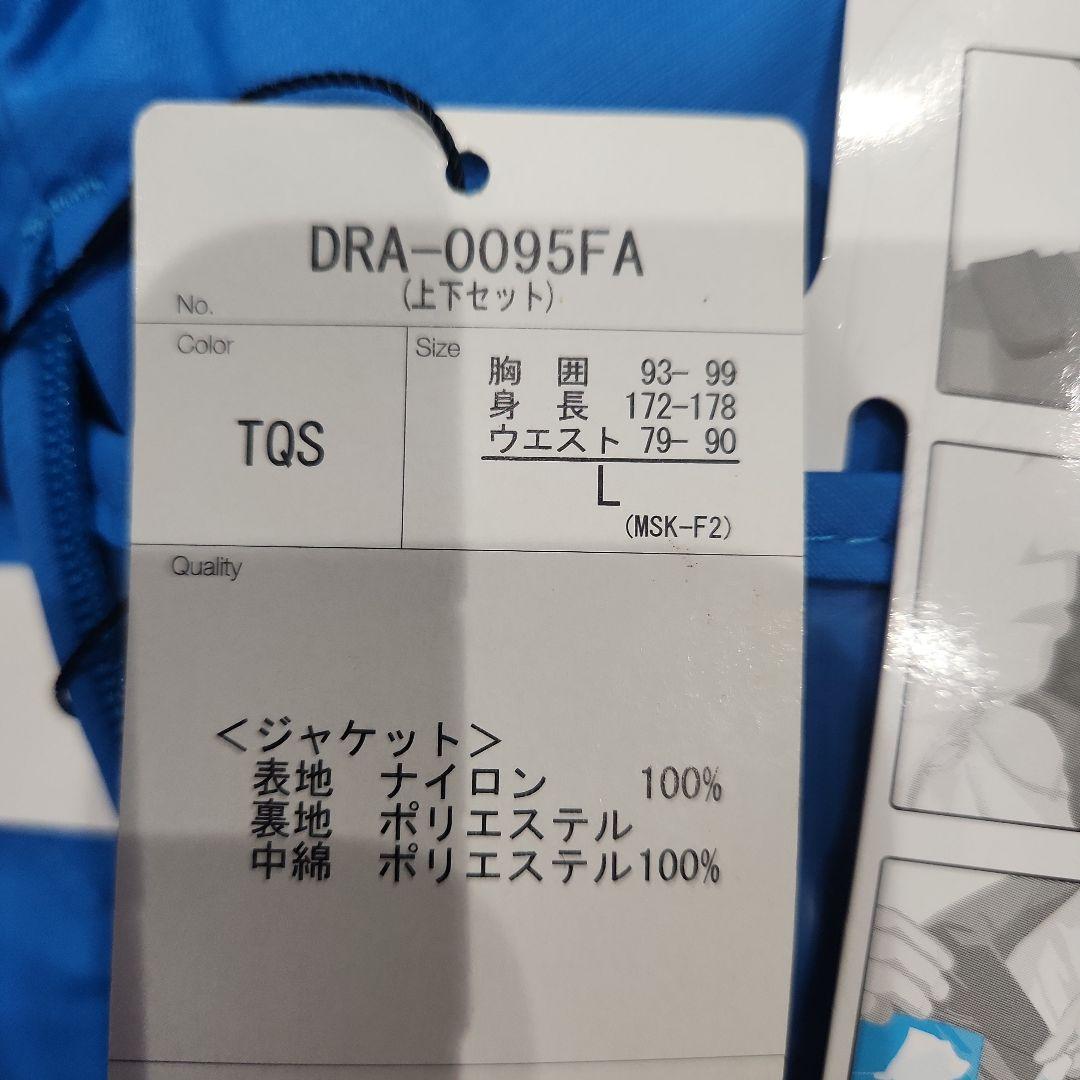 DRA-0095FA
(上下セット)
No.
Color
TQS
Size
胸 囲 93- 99
身 長 172-178
ウエスト 79- 90
L
(MSK-F2)
Quality
<ジャケット>
表地 ナイロン 100%
裏地 ポリエステル
中綿 ポリエステル100%